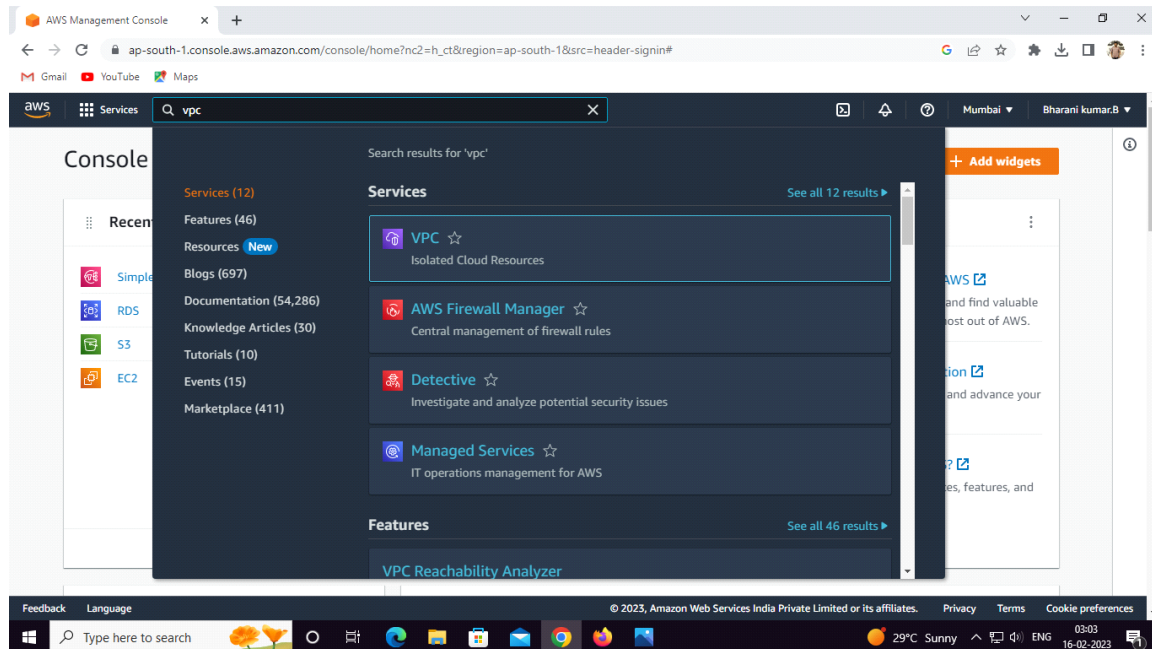 AWS Management Console
ap-south-1.console.aws.amazon.com/console/home?nc2=h_ct&region=ap-south-1&src=header-signin#
Gmail YouTube Maps
aws Services vpc Mumbai ▼ Bharani kumar.B ▼
Console
+ Add widgets
Search results for 'vpc'
Services (12)
Features (46)
Resources New
Blogs (697)
Documentation (54,286)
Knowledge Articles (30)
Tutorials (10)
Events (15)
Marketplace (411)
Services See all 12 results ▶
VPC
Isolated Cloud Resources
AWS Firewall Manager
Central management of firewall rules
Detective
Investigate and analyze potential security issues
Managed Services
IT operations management for AWS
Features See all 46 results ▶
VPC Reachability Analyzer
Recen
Simple
RDS
S3
EC2
AWS
and find valuable
ost out of AWS.
ion
and advance your
s?
es, features, and
Feedback Language © 2023, Amazon Web Services India Private Limited or its affiliates. Privacy Terms Cookie preferences
Type here to search 29°C Sunny ENG 03:03
16-02-2023
1